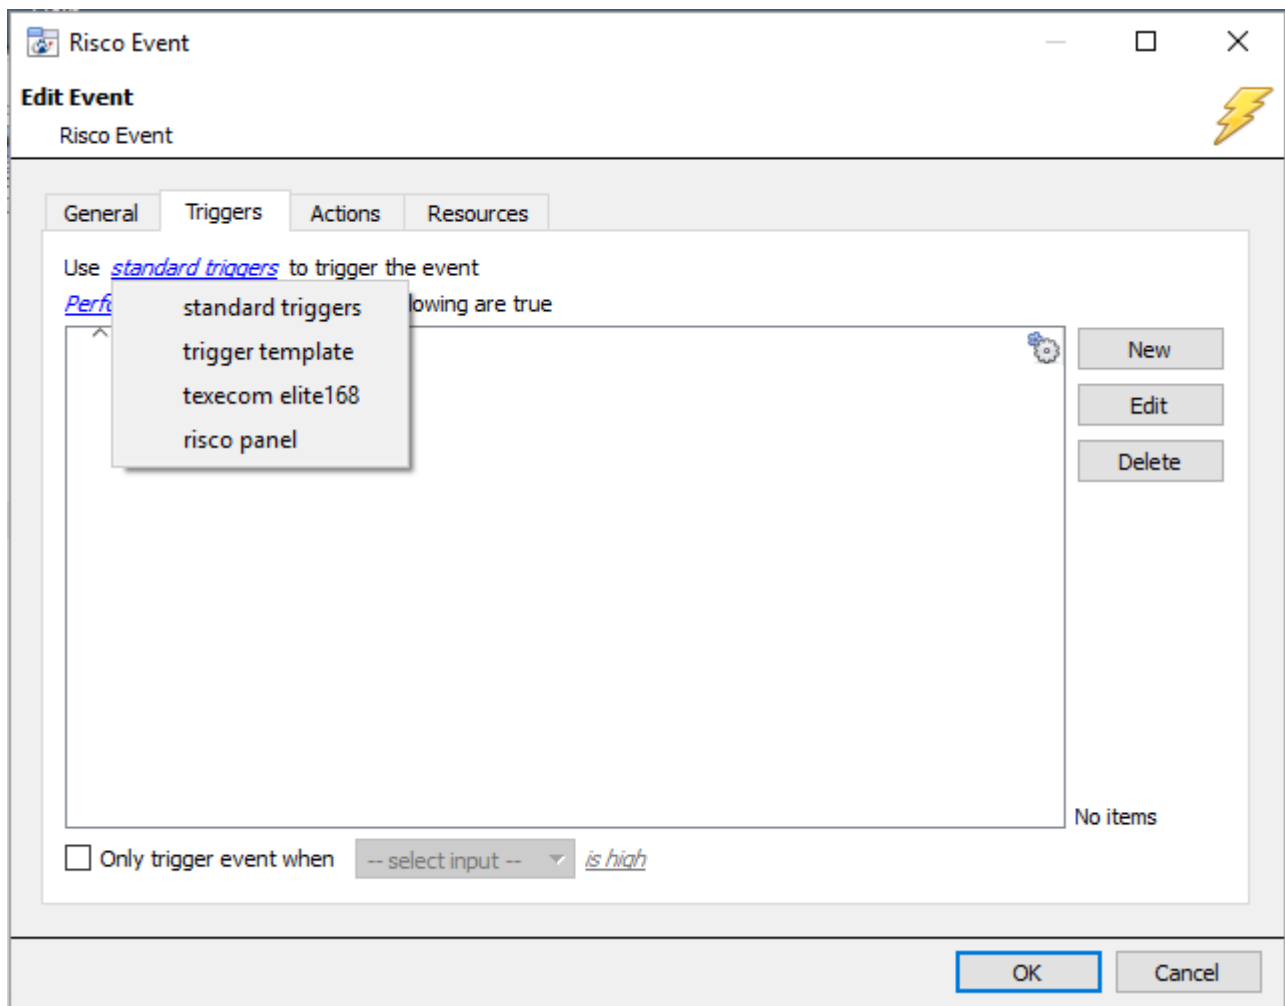 Risco Event
Edit Event
Risco Event
General Triggers Actions Resources
Use standard triggers to trigger the event
lowing are true
standard triggers
trigger template
texecom elite168
risco panel
New
Edit
Delete
No items
Only trigger event when -- select input -- is high
OK Cancel